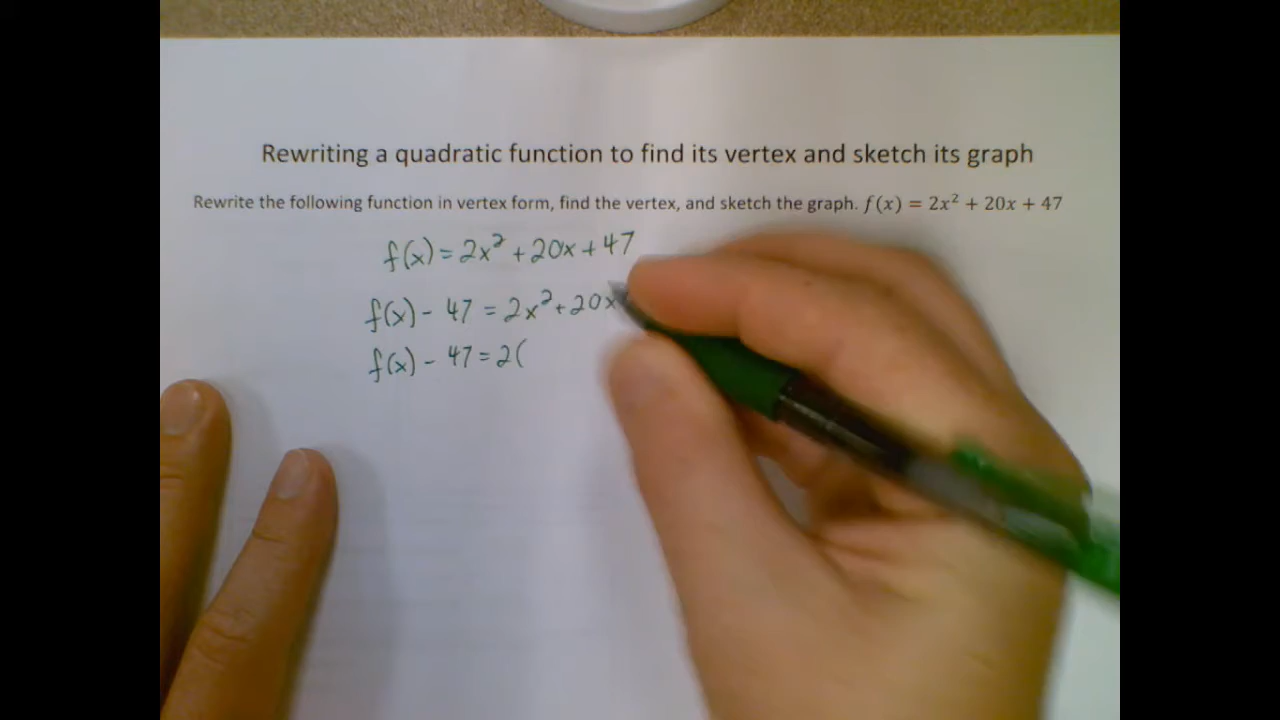 Rewriting a quadratic function to find its vertex and sketch its graph
Rewrite the following function in vertex form, find the vertex, and sketch the graph. f(x) = 2x² + 20x + 47
f(x) = 2x² + 20x + 47
f(x) - 47 = 2x² + 20x
f(x) - 47 = 2(